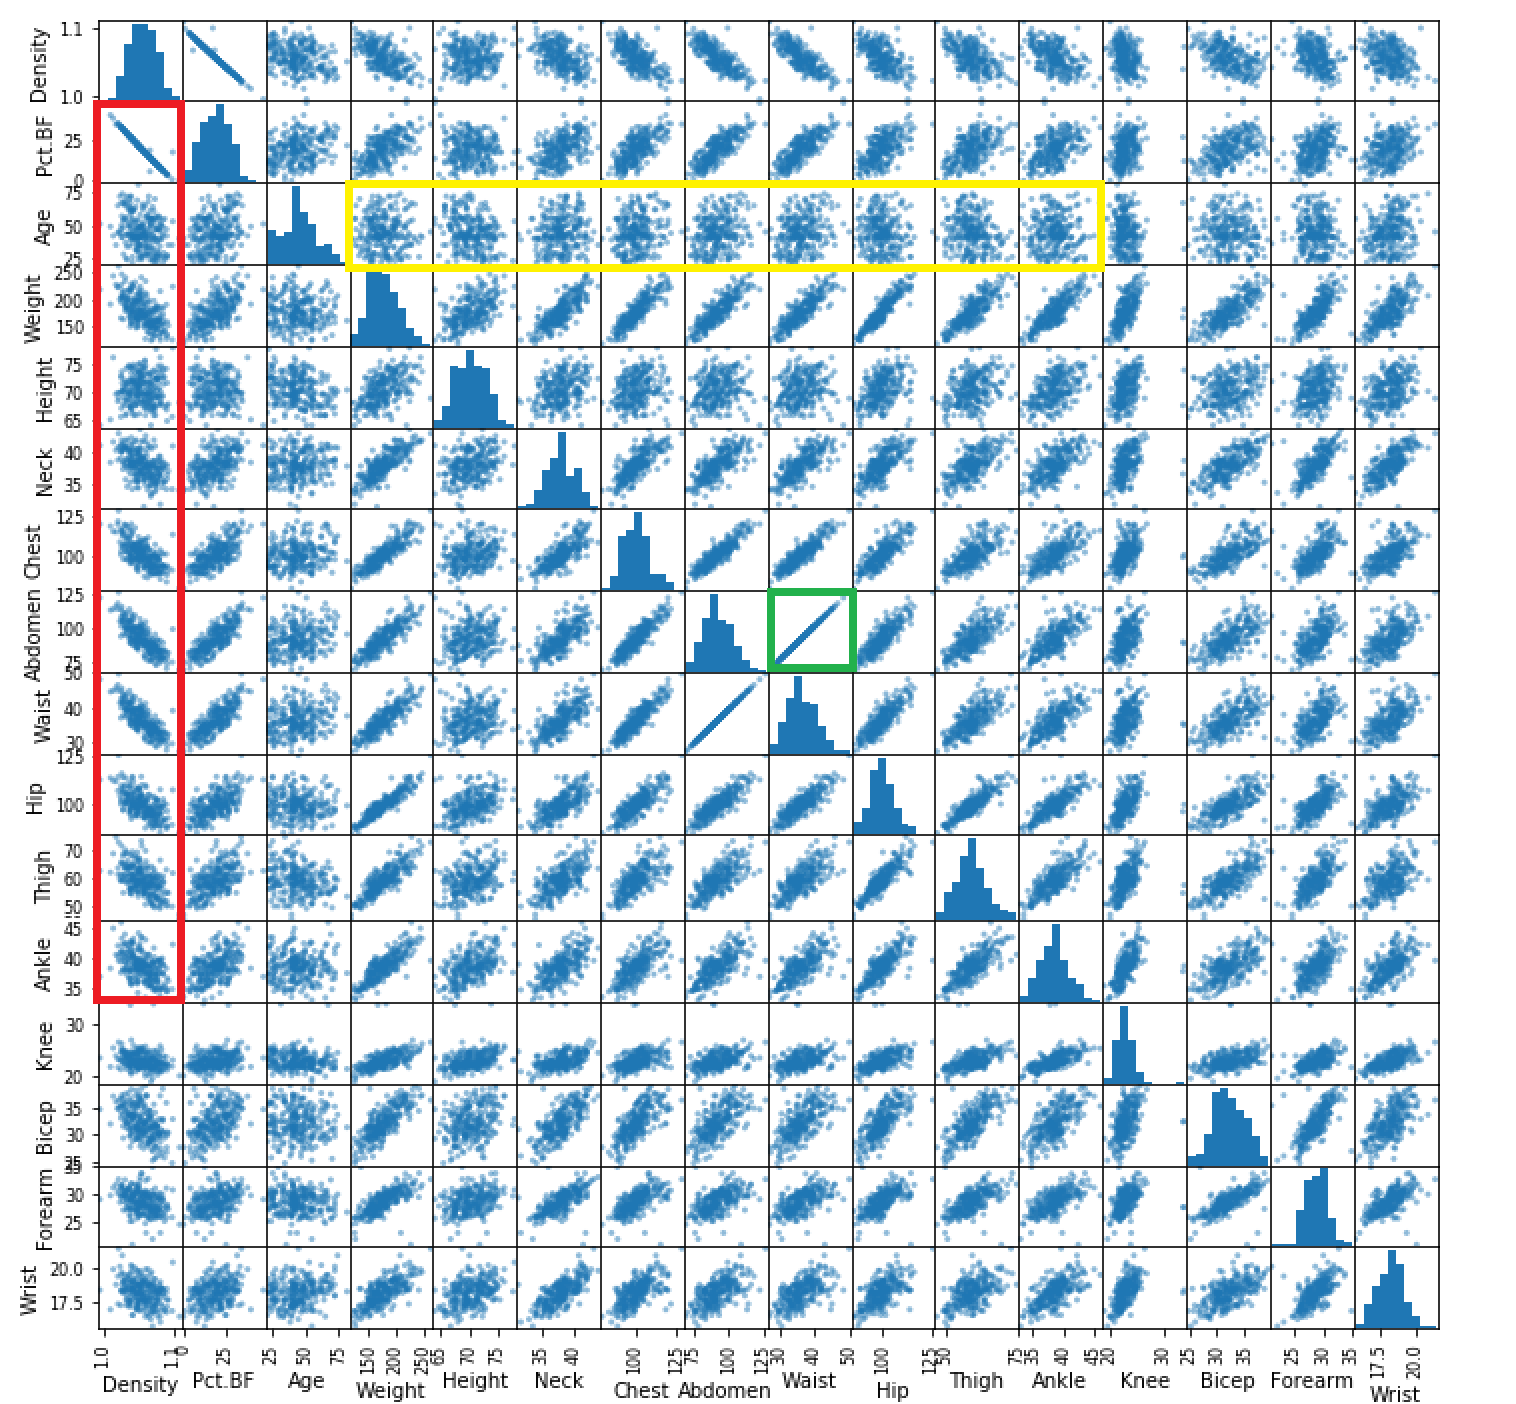 Density 1.1 1.0
Pct.BF 25 0
Age 75 50 25
Weight 250 200 150
Height 75 70 65
Neck 40 35
Chest 125 100
Abdomen 125 100 75
Waist 50 40 30
Hip 125 100
Thigh 70 60 50
Ankle 45 40 35
Knee 30 20
Bicep 35 30 25
Forearm 30 25
Wrist 20.0 17.5
1.0 1.1 0 25 25 50 75 150 200 250 65 70 75 35 40 100 125 75 100 125 30 40 50 100 125 50 75 35 40 45 20 30 25 30 35 25 30 35 17.5 20.0
Density Pct.BF Age Weight Height Neck Chest Abdomen Waist Hip Thigh Ankle Knee Bicep Forearm Wrist